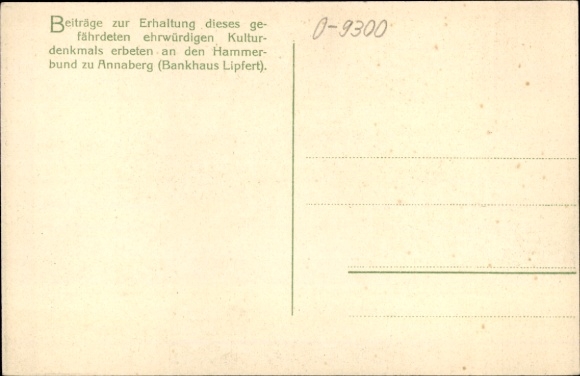 Beiträge zur Erhaltung dieses ge-
fährdeten ehrwürdigen Kultur-
denkmals erbeten an den Hammer-
bund zu Annaberg (Bankhaus Lipfert).
O-9300